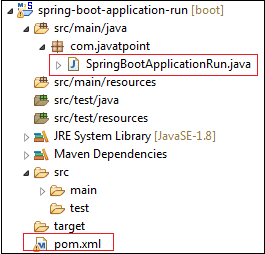 spring-boot-application-run [boot]
src/main/java
com.javatpoint
SpringBootApplicationRun.java
src/main/resources
src/test/java
src/test/resources
JRE System Library [JavaSE-1.8]
Maven Dependencies
src
main
test
target
pom.xml